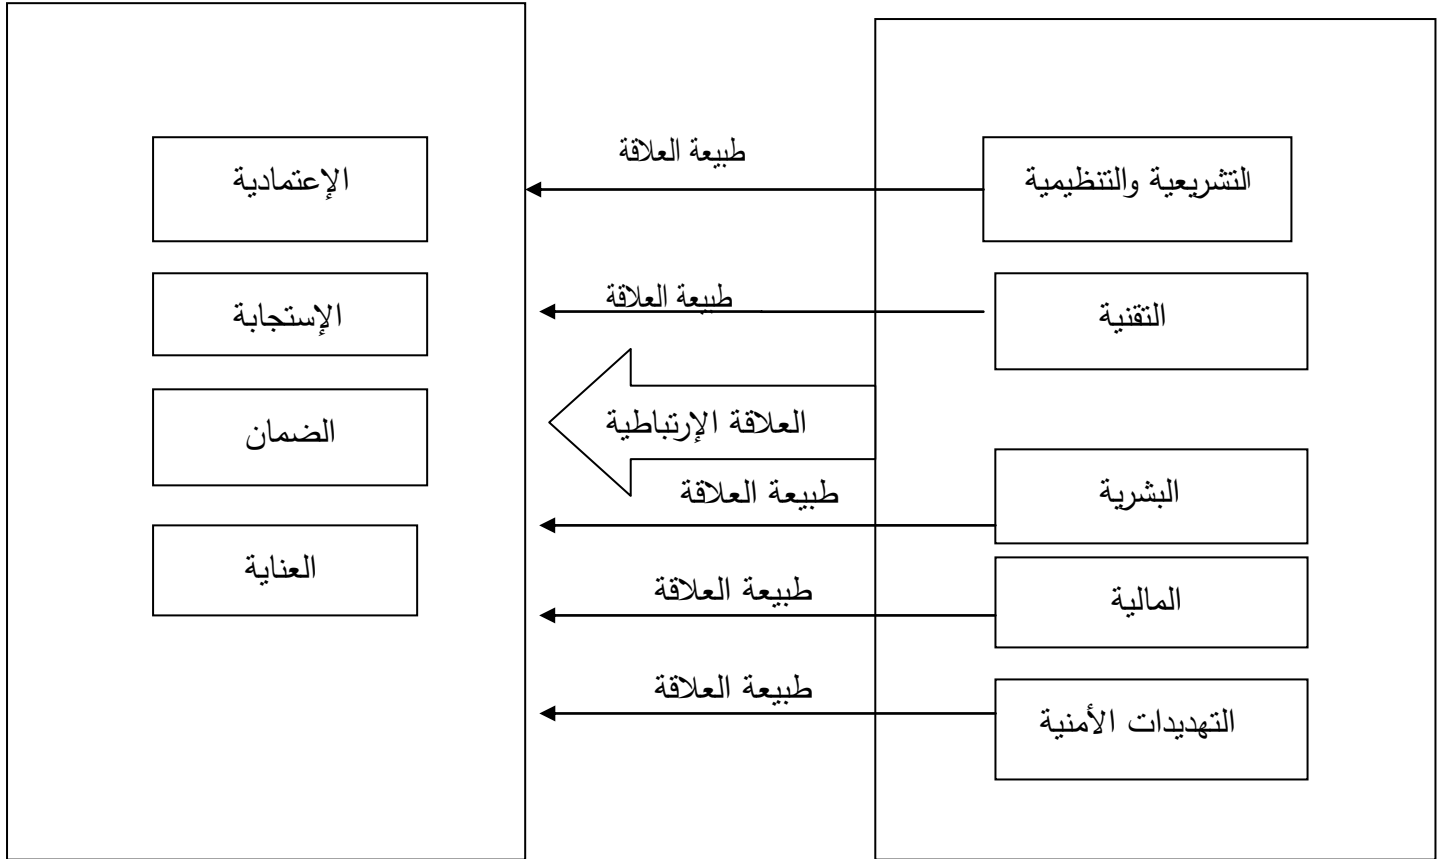 التشريعية والتنظيمية
طبيعة العلاقة
الإعتمادية
التقنية
طبيعة العلاقة
الإستجابة
العلاقة الإرتباطية
الضمان
البشرية
طبيعة العلاقة
العناية
المالية
طبيعة العلاقة
التهديدات الأمنية
طبيعة العلاقة